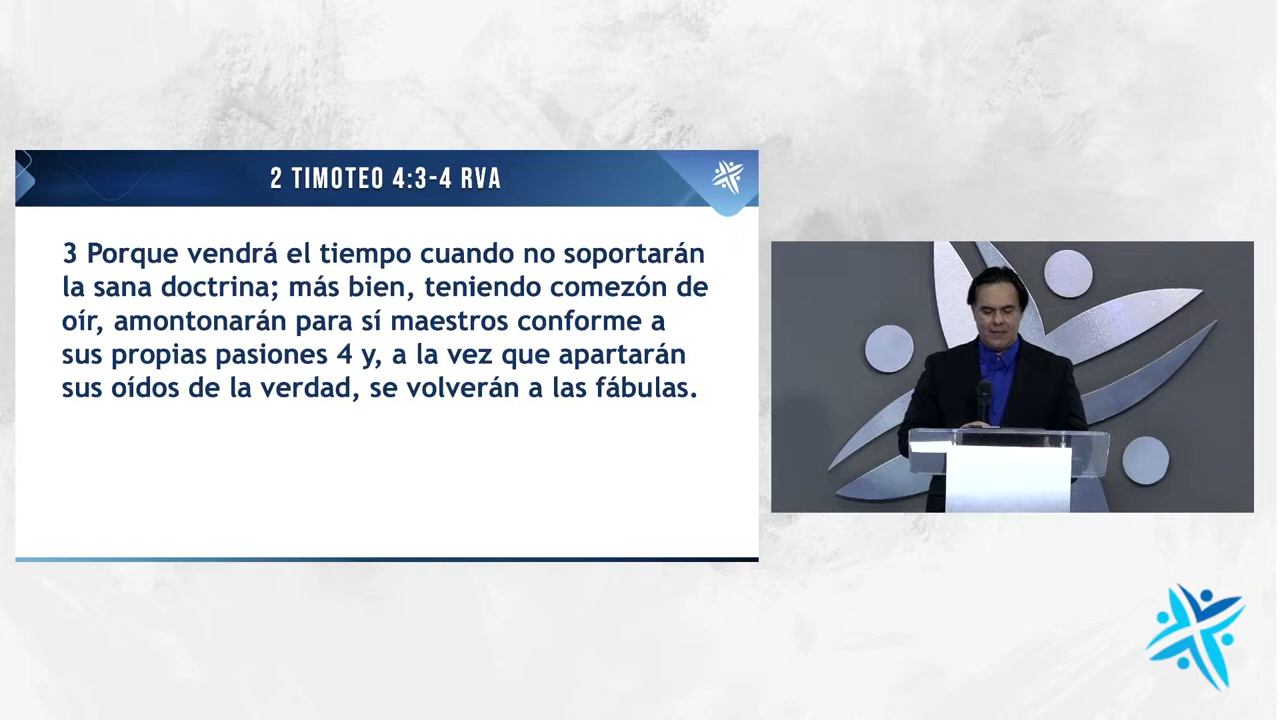 2 TIMOTEO 4:3-4 RVA
3 Porque vendrá el tiempo cuando no soportarán
la sana doctrina; más bien, teniendo comezón de
oír, amontonarán para sí maestros conforme a
sus propias pasiones 4 y, a la vez que apartarán
sus oídos de la verdad, se volverán a las fábulas.